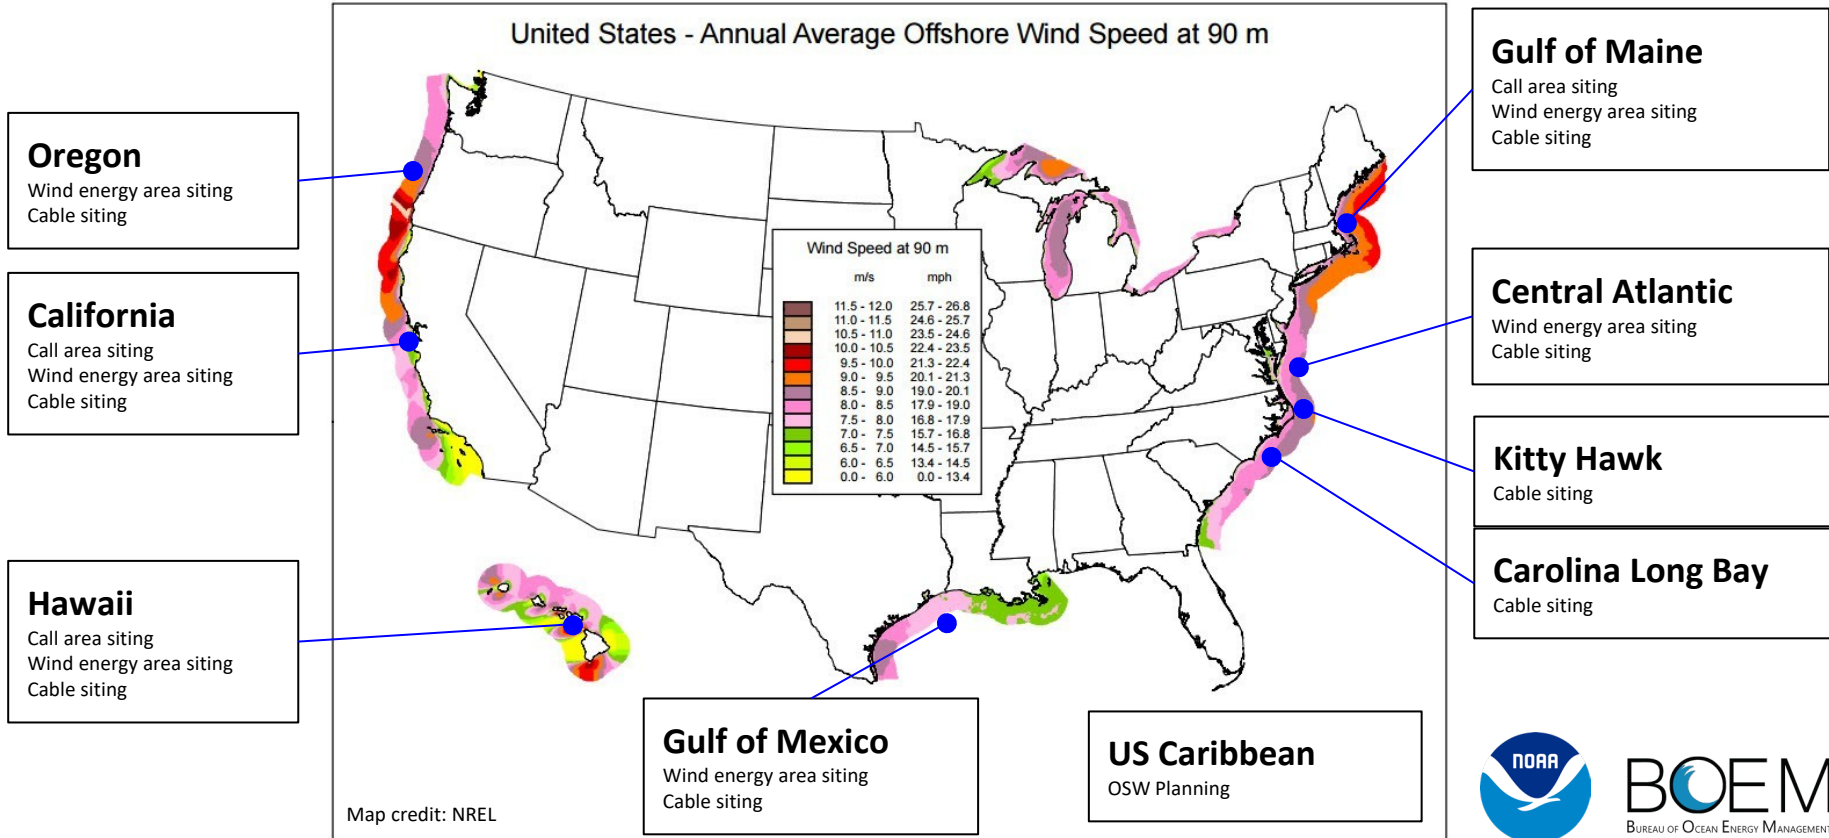 United States - Annual Average Offshore Wind Speed at 90 m
Oregon
Wind energy area siting
Cable siting
California
Call area siting
Wind energy area siting
Cable siting
Hawaii
Call area siting
Wind energy area siting
Cable siting
Wind Speed at 90 m
m/s mph
11.5 - 12.0 25.7 - 26.8
11.0 - 11.5 24.6 - 25.7
10.5 - 11.0 23.5 - 24.6
10.0 - 10.5 22.4 - 23.5
9.5 - 10.0 21.3 - 22.4
9.0 - 9.5 20.1 - 21.3
8.5 - 9.0 19.0 - 20.1
8.0 - 8.5 17.9 - 19.0
7.5 - 8.0 16.8 - 17.9
7.0 - 7.5 15.7 - 16.8
6.5 - 7.0 14.5 - 15.7
6.0 - 6.5 13.4 - 14.5
0.0 - 6.0 0.0 - 13.4
Gulf of Maine
Call area siting
Wind energy area siting
Cable siting
Central Atlantic
Wind energy area siting
Cable siting
Kitty Hawk
Cable siting
Carolina Long Bay
Cable siting
Gulf of Mexico
Wind energy area siting
Cable siting
US Caribbean
OSW Planning
Map credit: NREL
NOAA
BOEM
BUREAU OF OCEAN ENERGY MANAGEMENT